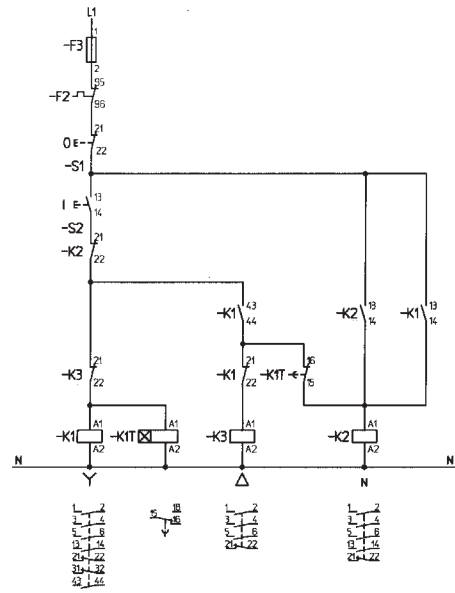 L1
1
-F3
2
95
-F2
96
21
O E
22
-S1
13 13
I E
14
-S2
21
-K2
22
43 13 13
-K1 -K2 -K1
44 14 14
21 21 16
-K3 -K1 -K1T
22 22 15
A1 A1 A1 A1
-K1 -K1T -K3 -K2
A2 A2 A2 A2
N N
Y Δ N
1 2 18 1 2 1 2
3 4 15 16 3 4 3 4
5 6 5 6 5 6
13 14 21 22 13 14
21 22 21 22
31 32
43 44